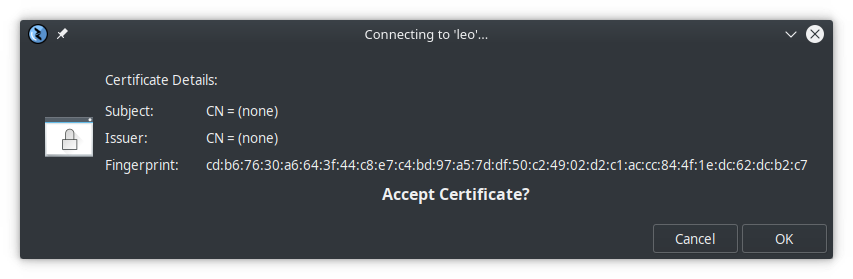 Connecting to 'leo'...
Certificate Details:
Subject: CN = (none)
Issuer: CN = (none)
Fingerprint: cd:b6:76:30:a6:64:3f:44:c8:e7:c4:bd:97:a5:7d:df:50:c2:49:02:d2:c1:ac:cc:84:4f:1e:dc:62:dc:b2:c7
Accept Certificate?
Cancel OK